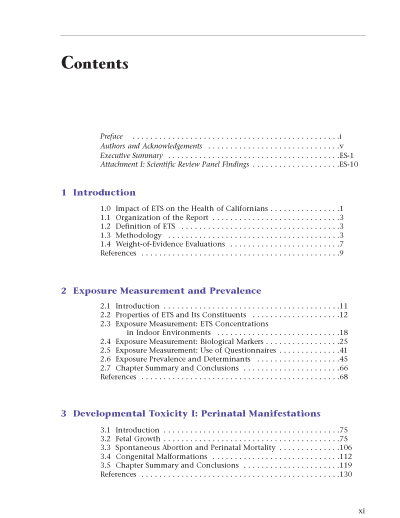 Contents
Preface . . . . . . . . . . . . . . . . . . . . . . . . . . . . . . . . . . . . . . . . . . . . . . .i
Authors and Acknowledgements . . . . . . . . . . . . . . . . . . . . . . . . . . . . . .v
Executive Summary . . . . . . . . . . . . . . . . . . . . . . . . . . . . . . . . . . . . . . .ES-1
Attachment I: Scientific Review Panel Findings . . . . . . . . . . . . . . . . . . . .ES-10
1 Introduction
1.0 Impact of ETS on the Health of Californians . . . . . . . . . . . . . . . .1
1.1 Organization of the Report . . . . . . . . . . . . . . . . . . . . . . . . . . . . .3
1.2 Definition of ETS . . . . . . . . . . . . . . . . . . . . . . . . . . . . . . . . . . . .3
1.3 Methodology . . . . . . . . . . . . . . . . . . . . . . . . . . . . . . . . . . . . . . .3
1.4 Weight-of-Evidence Evaluations . . . . . . . . . . . . . . . . . . . . . . . . .7
References . . . . . . . . . . . . . . . . . . . . . . . . . . . . . . . . . . . . . . . . . . . . .9
2 Exposure Measurement and Prevalence
2.1 Introduction . . . . . . . . . . . . . . . . . . . . . . . . . . . . . . . . . . . . . . . .11
2.2 Properties of ETS and Its Constituents . . . . . . . . . . . . . . . . . . . .12
2.3 Exposure Measurement: ETS Concentrations
in Indoor Environments . . . . . . . . . . . . . . . . . . . . . . . . . . . .18
2.4 Exposure Measurement: Biological Markers . . . . . . . . . . . . . . . . .25
2.5 Exposure Measurement: Use of Questionnaires . . . . . . . . . . . . . .41
2.6 Exposure Prevalence and Determinants . . . . . . . . . . . . . . . . . . .45
2.7 Chapter Summary and Conclusions . . . . . . . . . . . . . . . . . . . . . .66
References . . . . . . . . . . . . . . . . . . . . . . . . . . . . . . . . . . . . . . . . . . . . .68
3 Developmental Toxicity I: Perinatal Manifestations
3.1 Introduction . . . . . . . . . . . . . . . . . . . . . . . . . . . . . . . . . . . . . . . .75
3.2 Fetal Growth . . . . . . . . . . . . . . . . . . . . . . . . . . . . . . . . . . . . . . . .75
3.3 Spontaneous Abortion and Perinatal Mortality . . . . . . . . . . . . . .106
3.4 Congenital Malformations . . . . . . . . . . . . . . . . . . . . . . . . . . . . .112
3.5 Chapter Summary and Conclusions . . . . . . . . . . . . . . . . . . . . . .119
References . . . . . . . . . . . . . . . . . . . . . . . . . . . . . . . . . . . . . . . . . . . . .130
xi